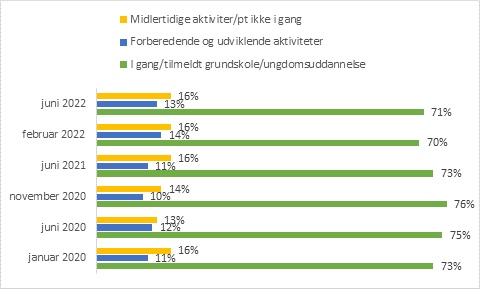 Midlertidige aktiviter/pt ikke i gang
Forberedende og udviklende aktiviteter
I gang/tilmeldt grundskole/ungdomsuddannelse
juni 2022
16%
13%
71%
februar 2022
16%
14%
70%
juni 2021
16%
11%
73%
november 2020
14%
10%
76%
juni 2020
13%
12%
75%
januar 2020
16%
11%
73%